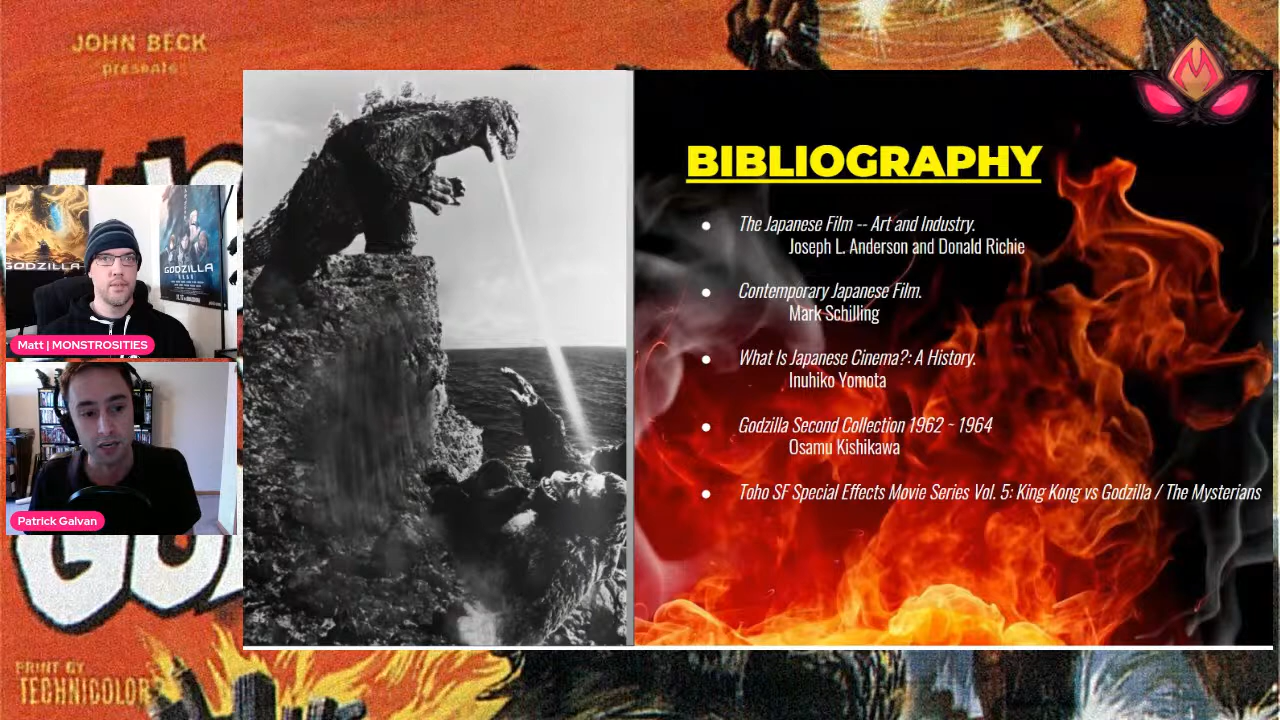 JOHN BECK
presents
GODZILLA
GODZILLA
Matt | MONSTROSITIES
Patrick Galvan
BIBLIOGRAPHY
The Japanese Film -- Art and Industry.
Joseph L. Anderson and Donald Richie
Contemporary Japanese Film.
Mark Schilling
What Is Japanese Cinema?: A History.
Inuhiko Yomota
Godzilla Second Collection 1962 - 1964
Osamu Kishikawa
Toho SF Special Effects Movie Series Vol. 5: King Kong vs Godzilla / The Mysterians
PRINT BY
TECHNICOLOR